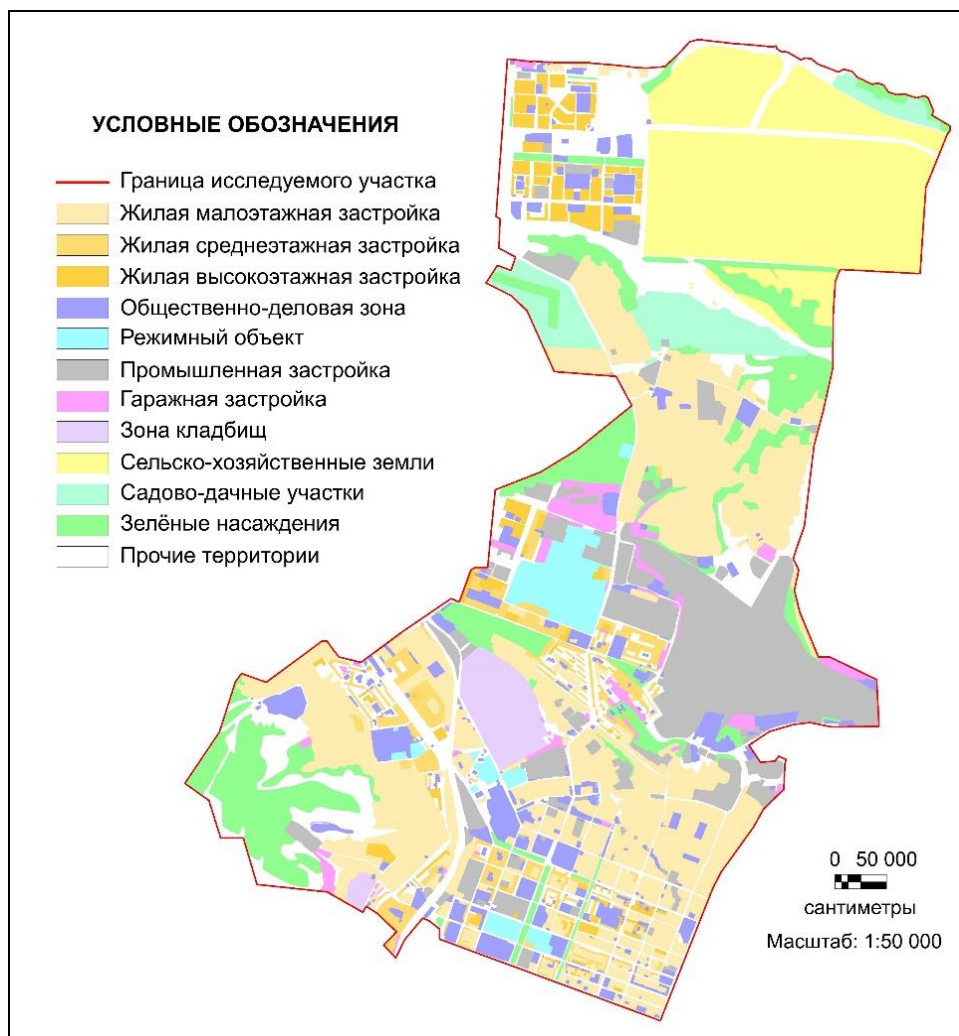 УСЛОВНЫЕ ОБОЗНАЧЕНИЯ
Граница исследуемого участка
Жилая малоэтажная застройка
Жилая среднеэтажная застройка
Жилая высокоэтажная застройка
Общественно-деловая зона
Режимный объект
Промышленная застройка
Гаражная застройка
Зона кладбищ
Сельско-хозяйственные земли
Садово-дачные участки
Зелёные насаждения
Прочие территории
0 50 000
сантиметры
Масштаб: 1:50 000